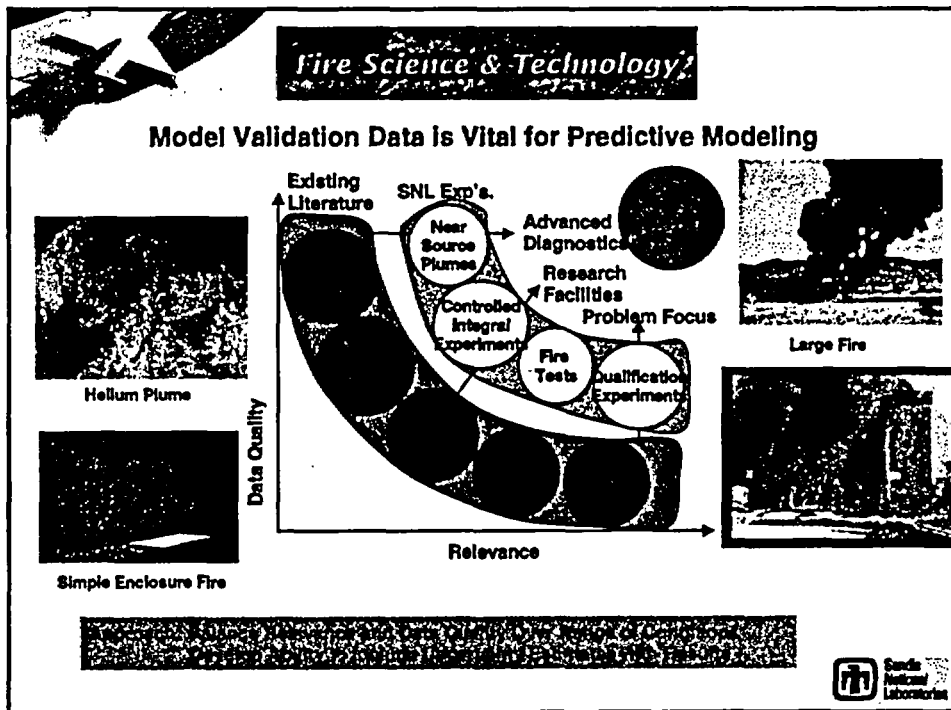 Fire Science & Technology
Model Validation Data is Vital for Predictive Modeling
Existing
Literature
SNL Exp's.
Near
Source
Plumes
Advanced
Diagnostics
Research
Facilities
Controlled
Integral
Experiments
Problem Focus
Fire
Tests
Qualification
Experiments
Large Fire
Helium Plume
Data Quality
Relevance
Simple Enclosure Fire
Sandia
National
Laboratories